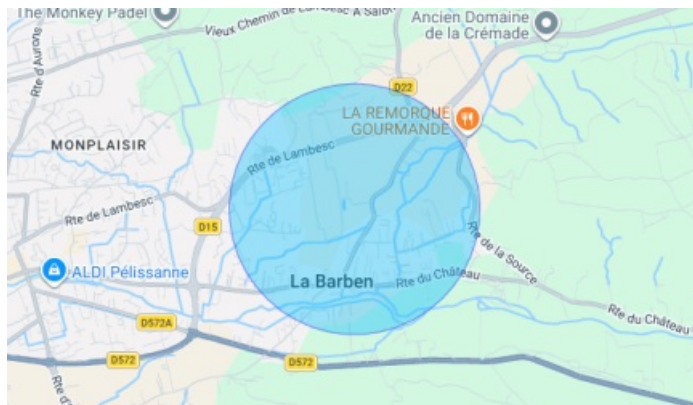 The Monkey Padel
Vieux Chemin de Lambesc À Salon
Ancien Domaine
de la Crémade
Rte d'Aurons
D22
LA REMORQUE
GOURMANDE
MONPLAISIR
Rte de Lambesc
Rte de Lambesc
D15
Rte de la Source
ALDI Pélissanne
La Barben
Rte du Château
Rte du Château
D572A
D572
D572
Rte d'